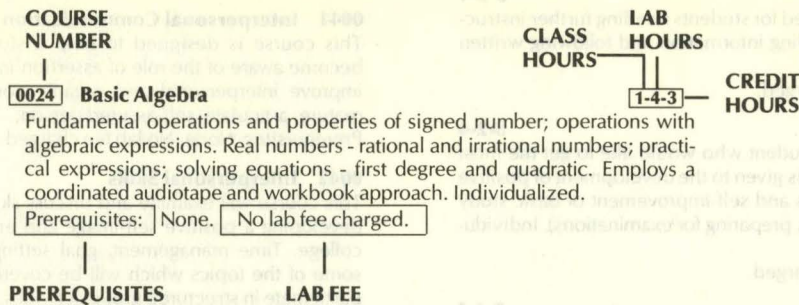 COURSE NUMBER
CLASS HOURS
LAB HOURS
CREDIT HOURS
0024 Basic Algebra 1-4-3
Fundamental operations and properties of signed number; operations with
algebraic expressions. Real numbers - rational and irrational numbers; practi-
cal expressions; solving equations - first degree and quadratic. Employs a
coordinated audio-tape and workbook approach. Individualized.
Prerequisites: None. No lab fee charged.
PREREQUISITES LAB FEE